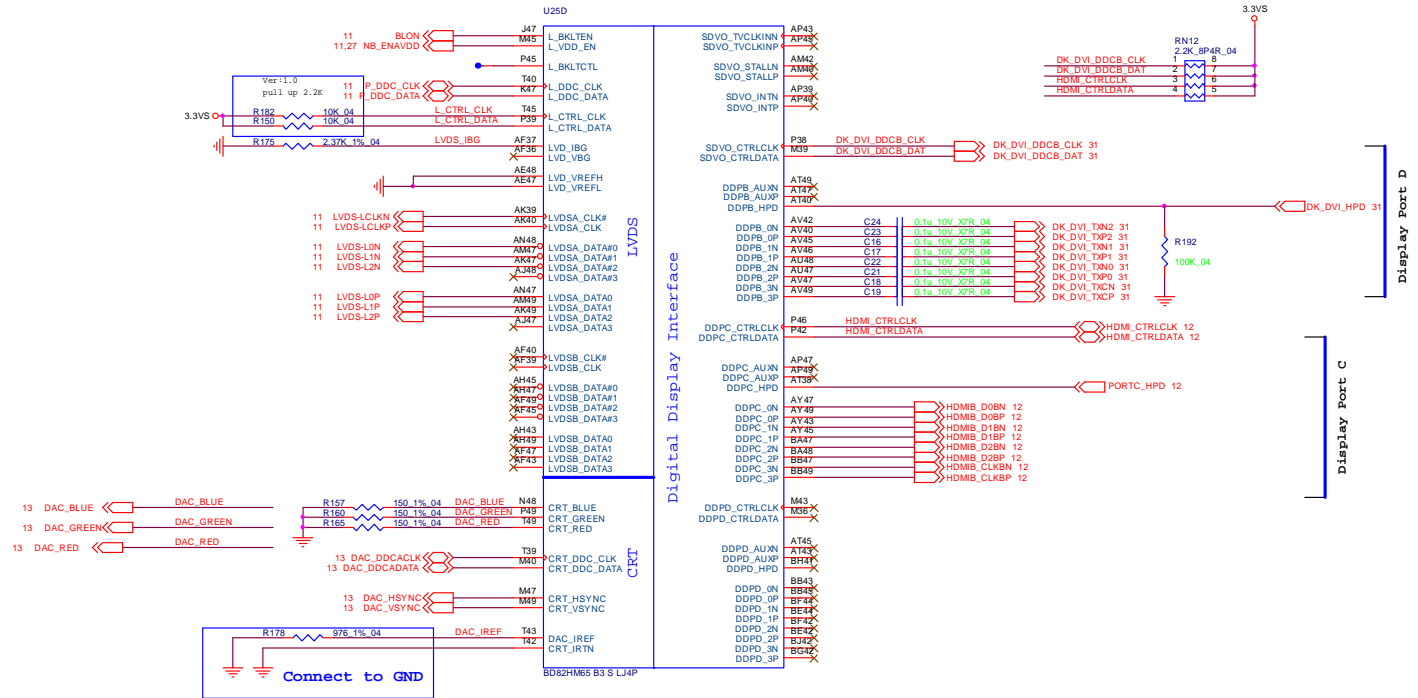 U25D
11 BLON J47 L_BKLTEN
11,27 NB_ENAVDD M45 L_VDD_EN
P45 L_BKLTCTL
Ver:1.0
pull up 2.2K
11 P_DDC_CLK T40 L_DDC_CLK
11 P_DDC_DATA K47 L_DDC_DATA
3.3VS R182 10K_04 L_CTRL_CLK T45 L_CTRL_CLK
R150 10K_04 L_CTRL_DATA P39 L_CTRL_DATA
R175 2.37K_1%_04 LVDS_IBG AF37 LVD_IBG
AF36 LVD_VBG
AE48 LVD_VREFH
AE47 LVD_VREFL
11 LVDS-LCLKN AK39 LVDSA_CLK#
11 LVDS-LCLKP AK40 LVDSA_CLK
11 LVDS-L0N AN48 LVDSA_DATA#0
11 LVDS-L1N AM47 LVDSA_DATA#1
11 LVDS-L2N AK47 LVDSA_DATA#2
AJ48 LVDSA_DATA#3
11 LVDS-L0P AN47 LVDSA_DATA0
11 LVDS-L1P AM49 LVDSA_DATA1
11 LVDS-L2P AK49 LVDSA_DATA2
AJ47 LVDSA_DATA3
AF40 LVDSB_CLK#
AF39 LVDSB_CLK
AH45 LVDSB_DATA#0
AH47 LVDSB_DATA#1
AF49 LVDSB_DATA#2
AF45 LVDSB_DATA#3
AH43 LVDSB_DATA0
AH49 LVDSB_DATA1
AF47 LVDSB_DATA2
AF43 LVDSB_DATA3
LVDS
13 DAC_BLUE DAC_BLUE R157 150_1%_04 DAC_BLUE N48 CRT_BLUE
13 DAC_GREEN DAC_GREEN R160 150_1%_04 DAC_GREEN P49 CRT_GREEN
13 DAC_RED DAC_RED R165 150_1%_04 DAC_RED T49 CRT_RED
13 DAC_DDCACLK T39 CRT_DDC_CLK
13 DAC_DDCADATA M40 CRT_DDC_DATA
13 DAC_HSYNC M47 CRT_HSYNC
13 DAC_VSYNC M49 CRT_VSYNC
R178 976_1%_04 DAC_IREF T43 DAC_IREF
T42 CRT_IRTN
Connect to GND
CRT
BD82HM65 B3 S LJ4P
Digital Display Interface
SDVO_TVCLKINN AP43
SDVO_TVCLKINP AP45
SDVO_STALLN AM42
SDVO_STALLP AM40
SDVO_INTN AP39
SDVO_INTP AP40
SDVO_CTRLCLK P38 DK_DVI_DDCB_CLK DK_DVI_DDCB_CLK 31
SDVO_CTRLDATA M39 DK_DVI_DDCB_DAT DK_DVI_DDCB_DAT 31
DDPB_AUXN AT49
DDPB_AUXP AT47
DDPB_HPD AT40 DK_DVI_HPD 31
DDPB_0N AV42 C24 0.1u_10V_X7R_04 DK_DVI_TXN2 31
DDPB_0P AV40 C23 0.1u_10V_X7R_04 DK_DVI_TXP2 31
DDPB_1N AV45 C16 0.1u_10V_X7R_04 DK_DVI_TXN1 31
DDPB_1P AV46 C17 0.1u_10V_X7R_04 DK_DVI_TXP1 31
DDPB_2N AU48 C22 0.1u_10V_X7R_04 DK_DVI_TXN0 31
DDPB_2P AU47 C21 0.1u_10V_X7R_04 DK_DVI_TXP0 31
DDPB_3N AV47 C18 0.1u_10V_X7R_04 DK_DVI_TXCN 31
DDPB_3P AV49 C19 0.1u_10V_X7R_04 DK_DVI_TXCP 31
R192
100K_04
Display Port D
DDPC_CTRLCLK P46 HDMI_CTRLCLK HDMI_CTRLCLK 12
DDPC_CTRLDATA P42 HDMI_CTRLDATA HDMI_CTRLDATA 12
DDPC_AUXN AP47
DDPC_AUXP AP49
DDPC_HPD AT38 PORTC_HPD 12
DDPC_0N AY47 HDMIB_D0BN 12
DDPC_0P AY49 HDMIB_D0BP 12
DDPC_1N AY43 HDMIB_D1BN 12
DDPC_1P AY45 HDMIB_D1BP 12
DDPC_2N BA47 HDMIB_D2BN 12
DDPC_2P BA48 HDMIB_D2BP 12
DDPC_3N BB47 HDMIB_CLKBN 12
DDPC_3P BB49 HDMIB_CLKBP 12
Display Port C
DDPD_CTRLCLK M43
DDPD_CTRLDATA M36
DDPD_AUXN AT45
DDPD_AUXP AT43
DDPD_HPD BH41
DDPD_0N BB43
DDPD_0P BB45
DDPD_1N BF44
DDPD_1P BE44
DDPD_2N BF42
DDPD_2P BE42
DDPD_3N BJ42
DDPD_3P BG42
3.3VS
RN12
2.2K_8P4R_04
DK_DVI_DDCB_CLK 1 8
DK_DVI_DDCB_DAT 2 7
HDMI_CTRLCLK 3 6
HDMI_CTRLDATA 4 5